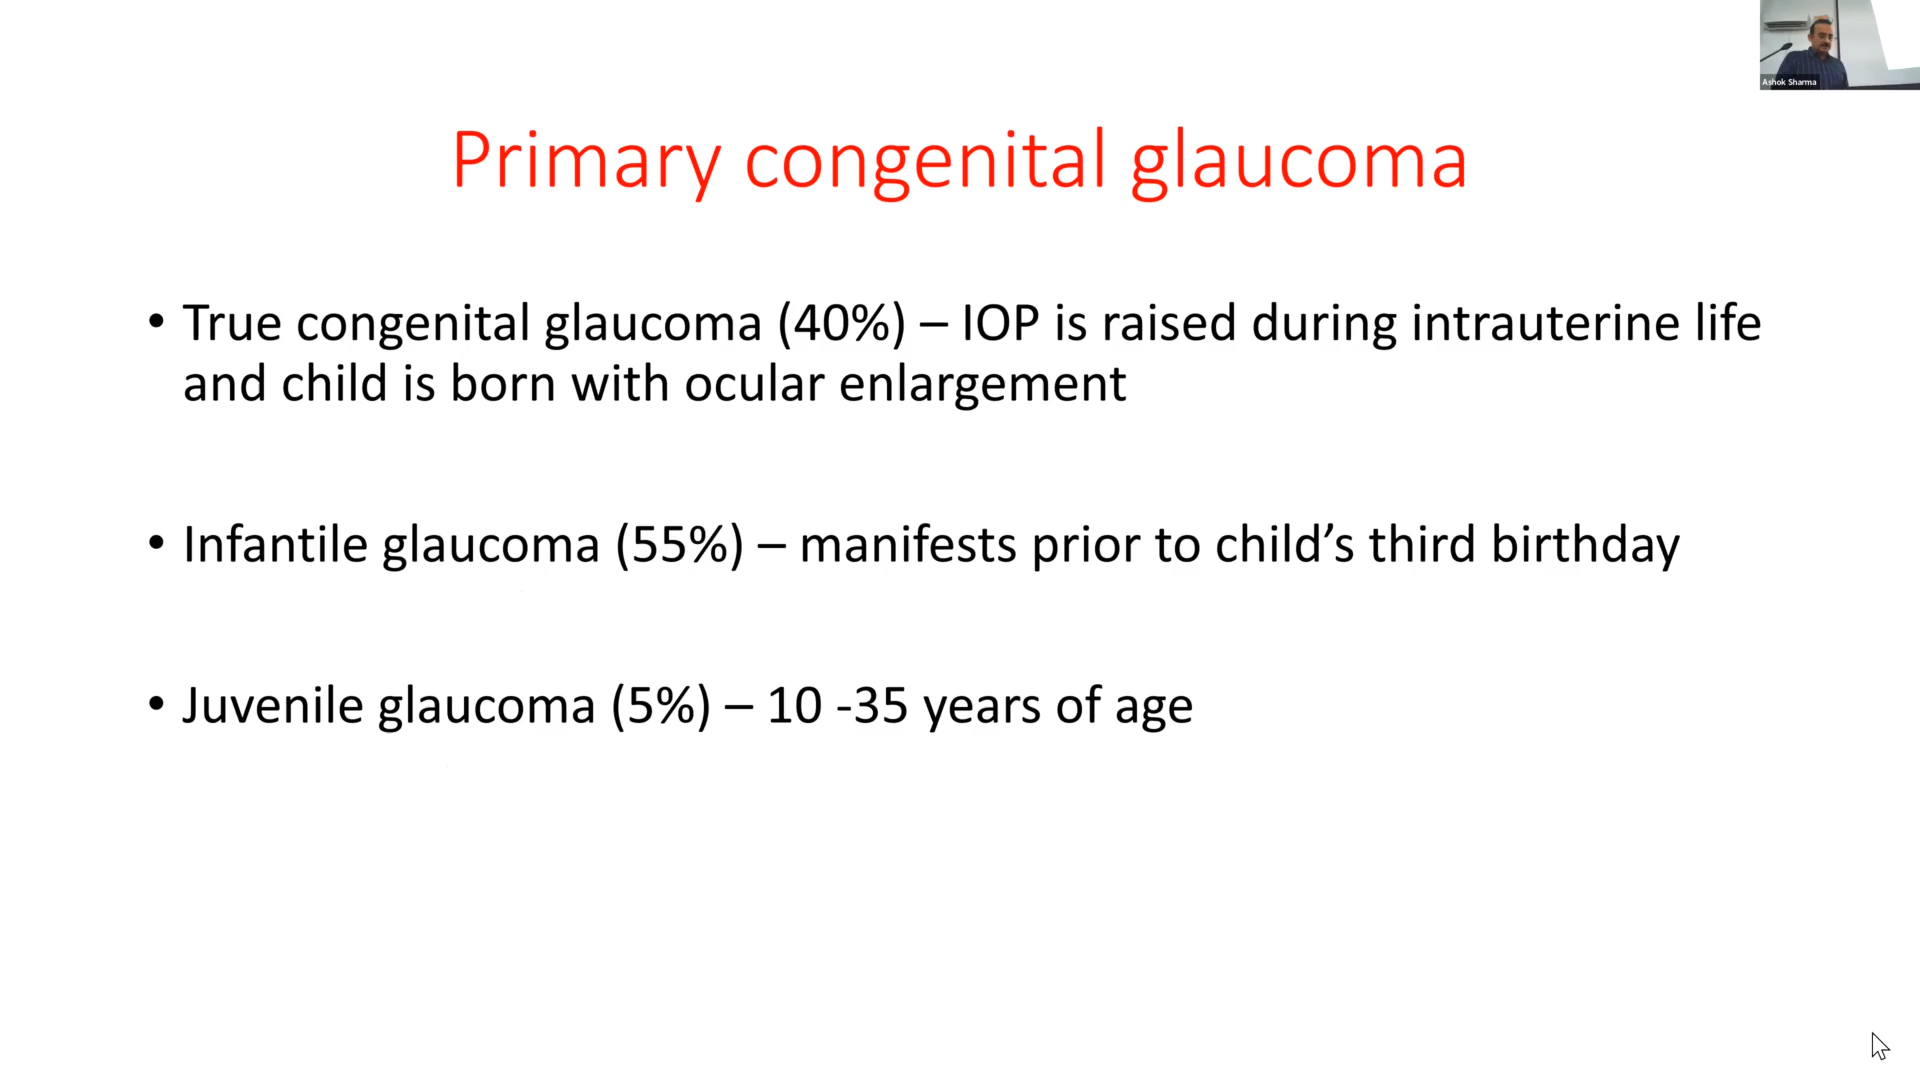 Ashok Sharma
Primary congenital glaucoma
• True congenital glaucoma (40%) – IOP is raised during intrauterine life
and child is born with ocular enlargement
• Infantile glaucoma (55%) – manifests prior to child’s third birthday
• Juvenile glaucoma (5%) – 10 -35 years of age